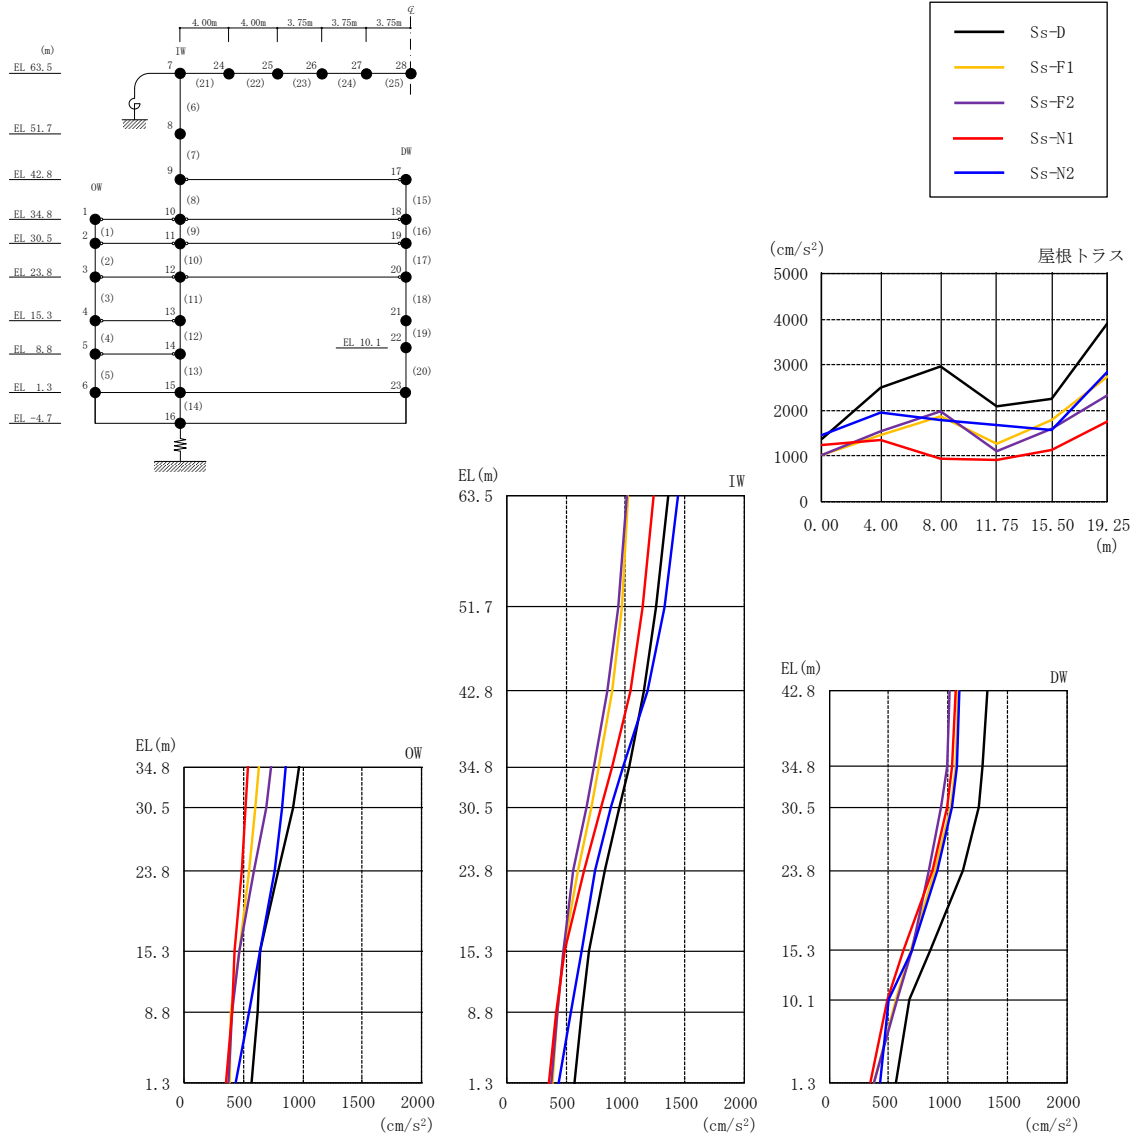 ℄
4.00m 4.00m 3.75m 3.75m 3.75m
(m)
IW
EL 63.5
7 24 25 26 27 28
(21) (22) (23) (24) (25)
(6)
EL 51.7
8
(7)
DW
EL 42.8
9 17
OW
(8) (15)
EL 34.8
1 10 18
(1) (9) (16)
EL 30.5
2 11 19
(2) (10) (17)
EL 23.8
3 12 20
(3) (11) (18)
EL 15.3
4 13 21
(4) (12) (19)
EL 10.1
22
EL 8.8
5 14
(5) (13) (20)
EL 1.3
6 15 23
(14)
EL -4.7
16
Ss-D
Ss-F1
Ss-F2
Ss-N1
Ss-N2
(cm/s²)
屋根トラス
5000
4000
3000
2000
1000
0
0.00 4.00 8.00 11.75 15.50 19.25
(m)
EL(m)
IW
63.5
51.7
42.8
34.8
30.5
23.8
15.3
8.8
1.3
0 500 1000 1500 2000
(cm/s²)
EL(m)
OW
34.8
30.5
23.8
15.3
8.8
1.3
0 500 1000 1500 2000
(cm/s²)
EL(m)
DW
42.8
34.8
30.5
23.8
15.3
10.1
1.3
0 500 1000 1500 2000
(cm/s²)